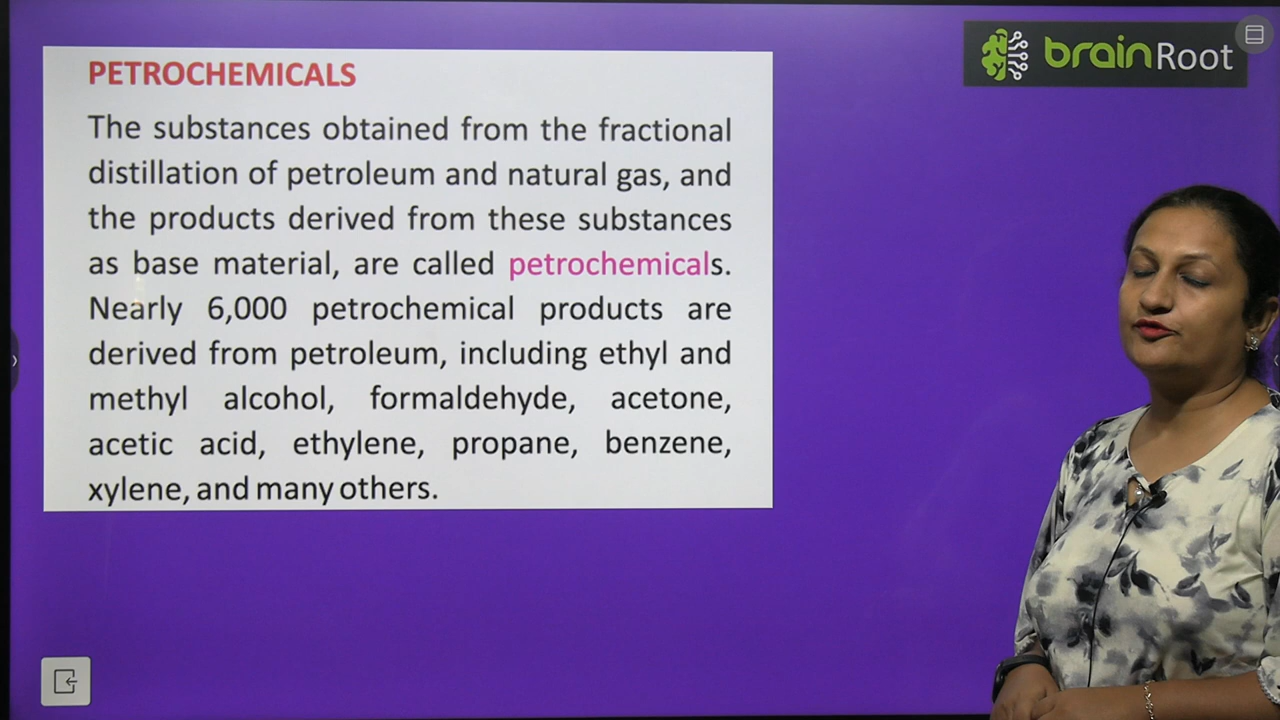 brainRoot
PETROCHEMICALS
The substances obtained from the fractional
distillation of petroleum and natural gas, and
the products derived from these substances
as base material, are called petrochemicals.
Nearly 6,000 petrochemical products are
derived from petroleum, including ethyl and
methyl alcohol, formaldehyde, acetone,
acetic acid, ethylene, propane, benzene,
xylene, and many others.